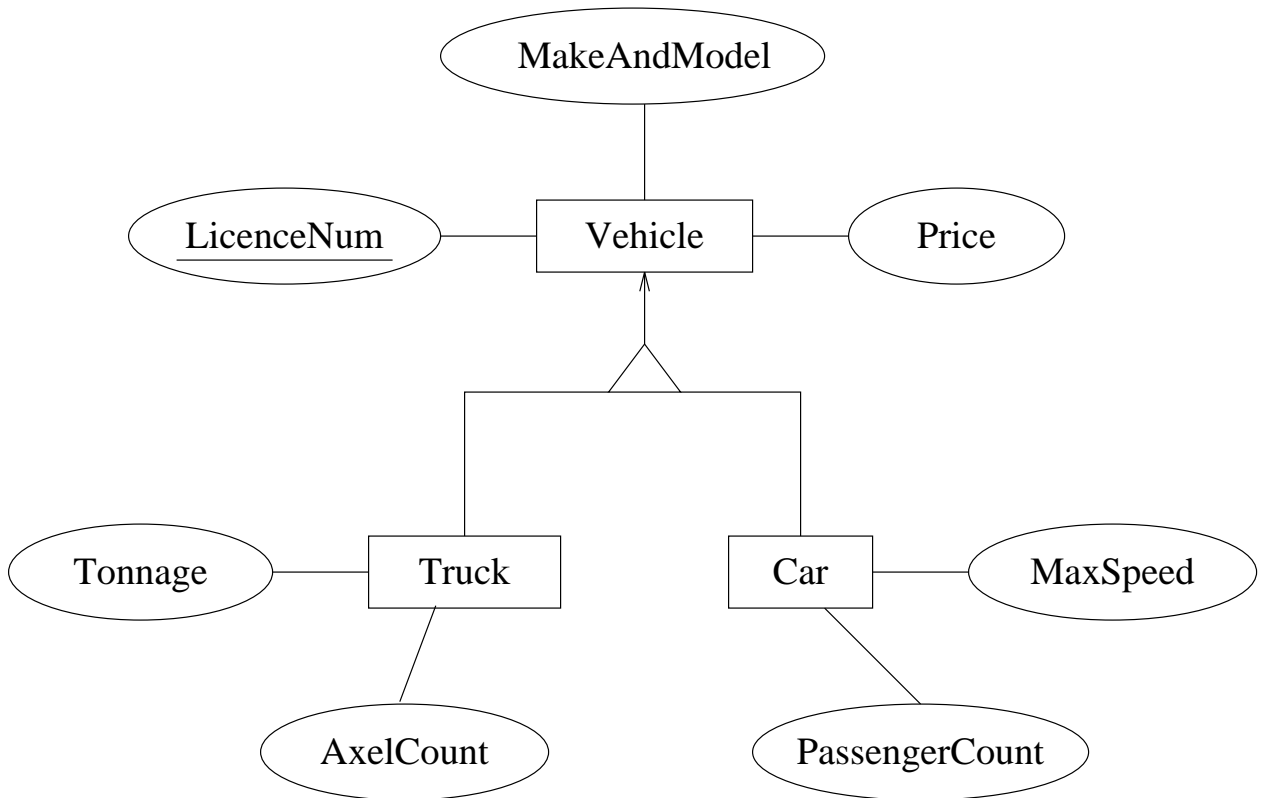 MakeAndModel
LicenceNum
Vehicle
Price
Tonnage
Truck
Car
MaxSpeed
AxelCount
PassengerCount